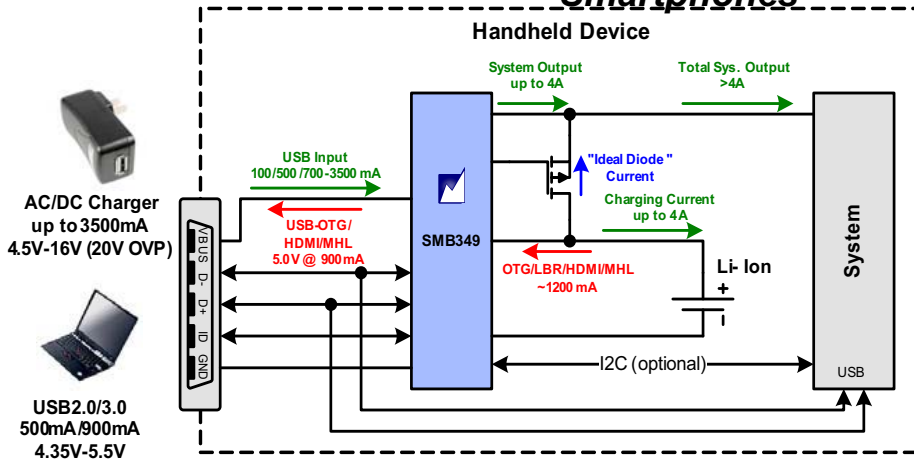 Smartphones
Handheld Device
System Output
up to 4A
Total Sys. Output
>4A
USB Input
100/500 /700-3500 mA
"Ideal Diode "
Current
AC/DC Charger
up to 3500mA
4.5V-16V (20V OVP)
Charging Current
up to 4A
USB-OTG/
HDMI/MHL
5.0V @ 900mA
SMB349
OTG/LBR/HDMI/MHL
~1200 mA
Li- Ion
+
System
VBUS
D-
D+
ID
GND
I2C (optional)
USB
USB2.0/3.0
500mA/900mA
4.35V-5.5V